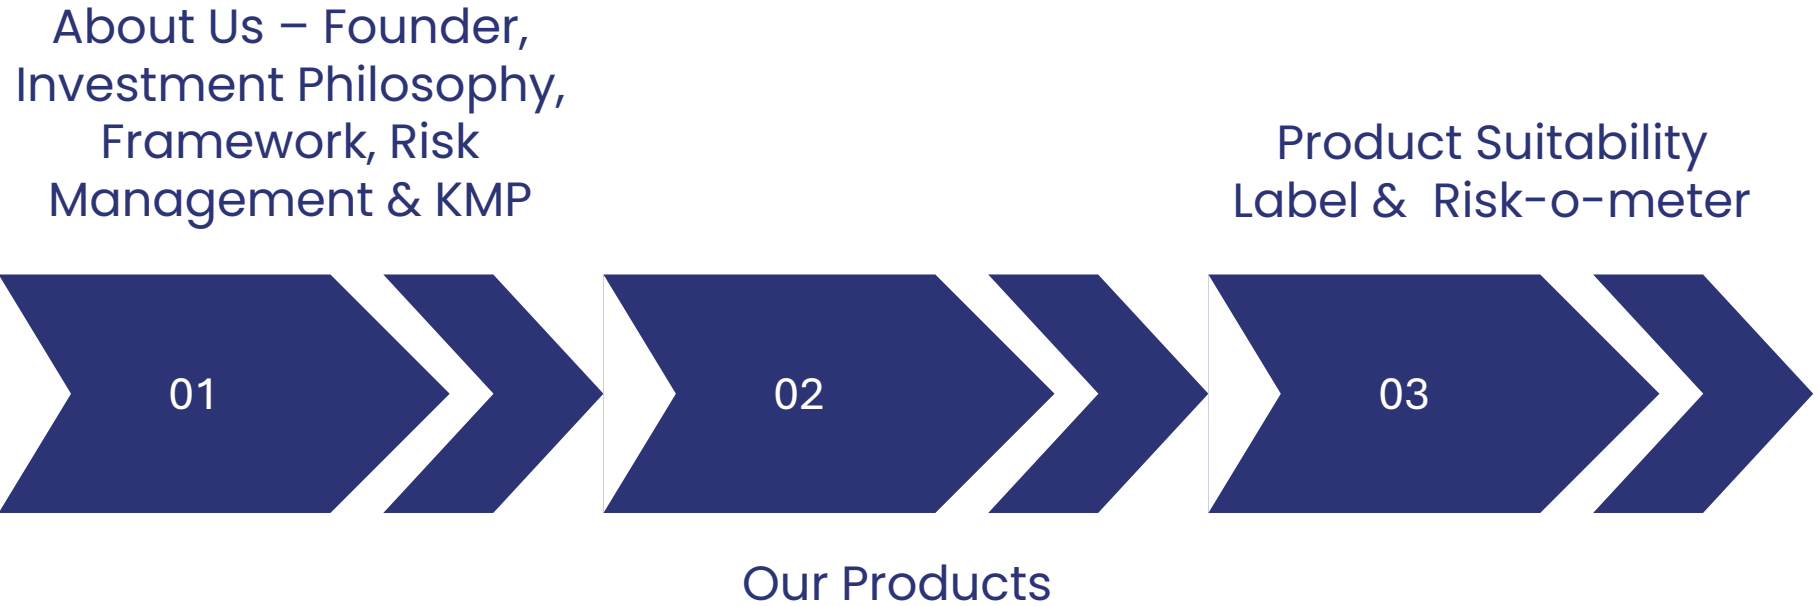 About Us – Founder,
Investment Philosophy,
Framework, Risk
Management & KMP
Product Suitability
Label &  Risk-o-meter
01
02
03
Our Products